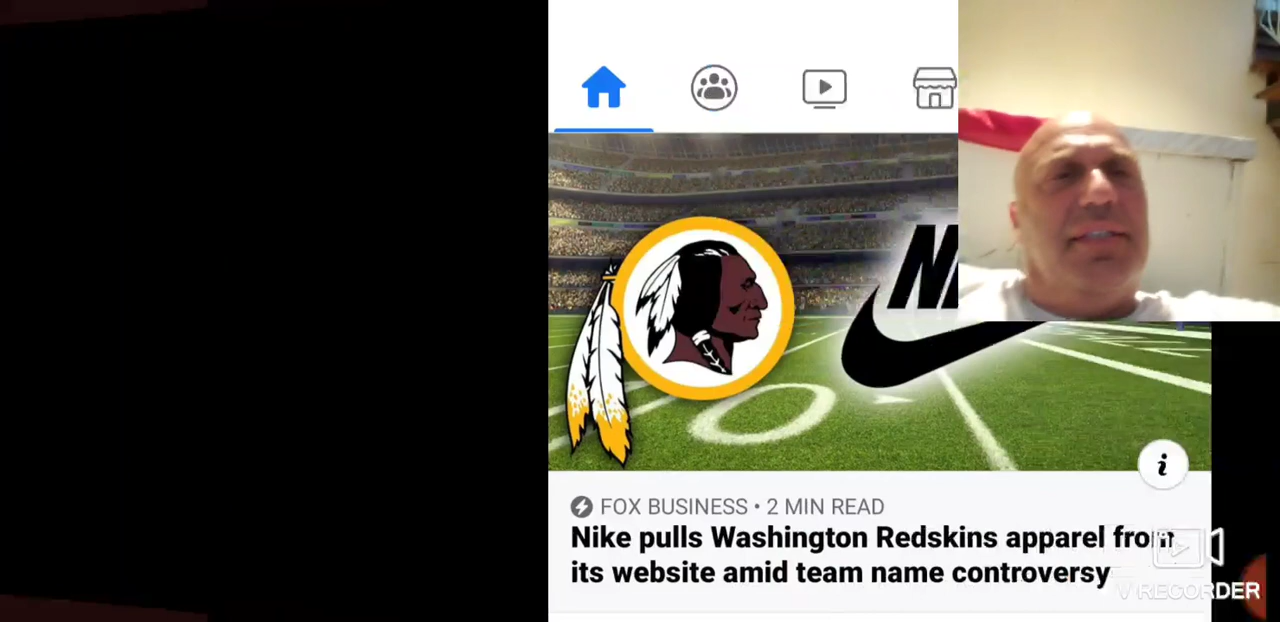 FOX BUSINESS • 2 MIN READ
Nike pulls Washington Redskins apparel from
its website amid team name controversy
V RECORDER